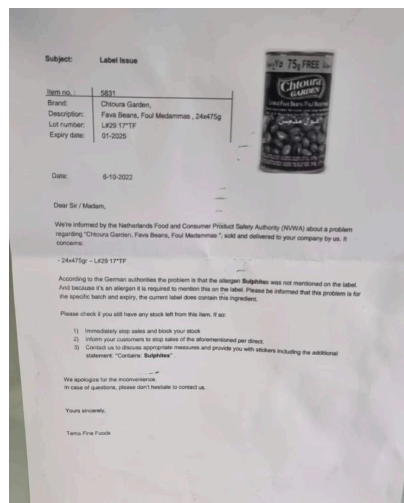 Subject: Label Issue
Item no. : 5831
Brand: Chtoura Garden,
Description: Fava Beans, Foul Medammas , 24x475g
Lot number: L#29 17"TF
Expiry date: 01-2025
75g FREE
Chtoura
GARDEN
فول مدمس
Date: 6-10-2022
Dear Sir / Madam,
We're informed by the Netherlands Food and Consumer Product Safety Authority (NVWA) about a problem
regarding "Chtoura Garden, Fava Beans, Foul Medammas ", sold and delivered to your company by us. It
concerns:
- 24x475gr – L#29 17"TF
According to the German authorities the problem is that the allergen Sulphites was not mentioned on the label.
And because it's an allergen it is required to mention this on the label. Please be informed that this problem is for
the specific batch and expiry, the current label does contain this ingredient.
Please check if you still have any stock left from this item. If so:
1) Immediately stop sales and block your stock
2) Inform your customers to stop sales of the aforementioned per direct.
3) Contact us to discuss appropriate measures and provide you with stickers including the additional
statement: "Contains: Sulphites" .
We apologize for the inconvenience.
In case of questions, please don't hesitate to contact us.
Yours sincerely,
Tama Fine Foods